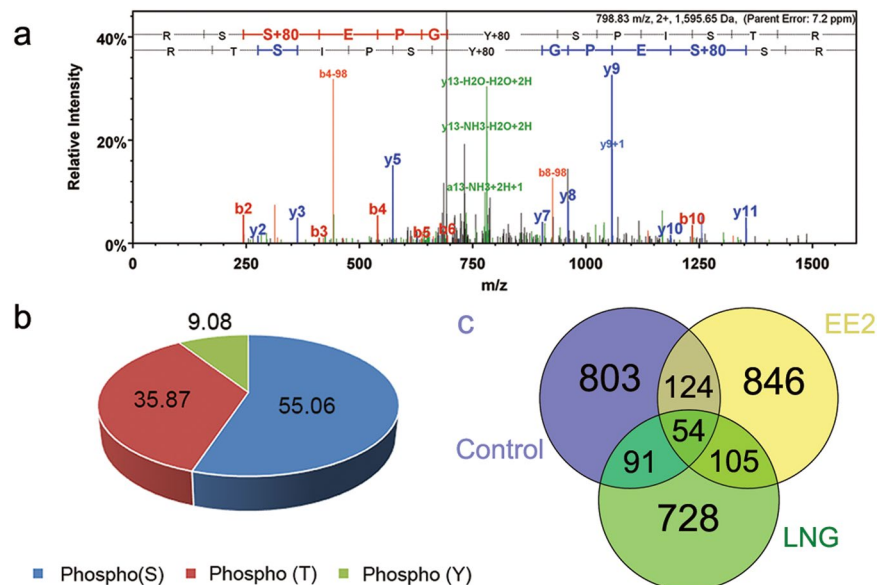 a
798.83 m/z, 2+, 1,595.65 Da, (Parent Error: 7.2 ppm)
R S S+80 E P G Y+80 S P I S T R
R T S I P S Y+80 G P E S+80 S R
40%
20%
0%
Relative Intensity
b4-98
y13-H2O-H2O+2H
y9
y13-NH3-H2O+2H
y9+1
y5
b8-98
a13-NH3+2H+1
y8
b2
y3
b4
y7
b10
y11
y2
b3
b5
b6
y10
0 250 500 750 1000 1250 1500
m/z
b
9.08
35.87
55.06
Phospho(S) Phospho (T) Phospho (Y)
c
EE2
803 124 846
54
Control
91 105
728
LNG